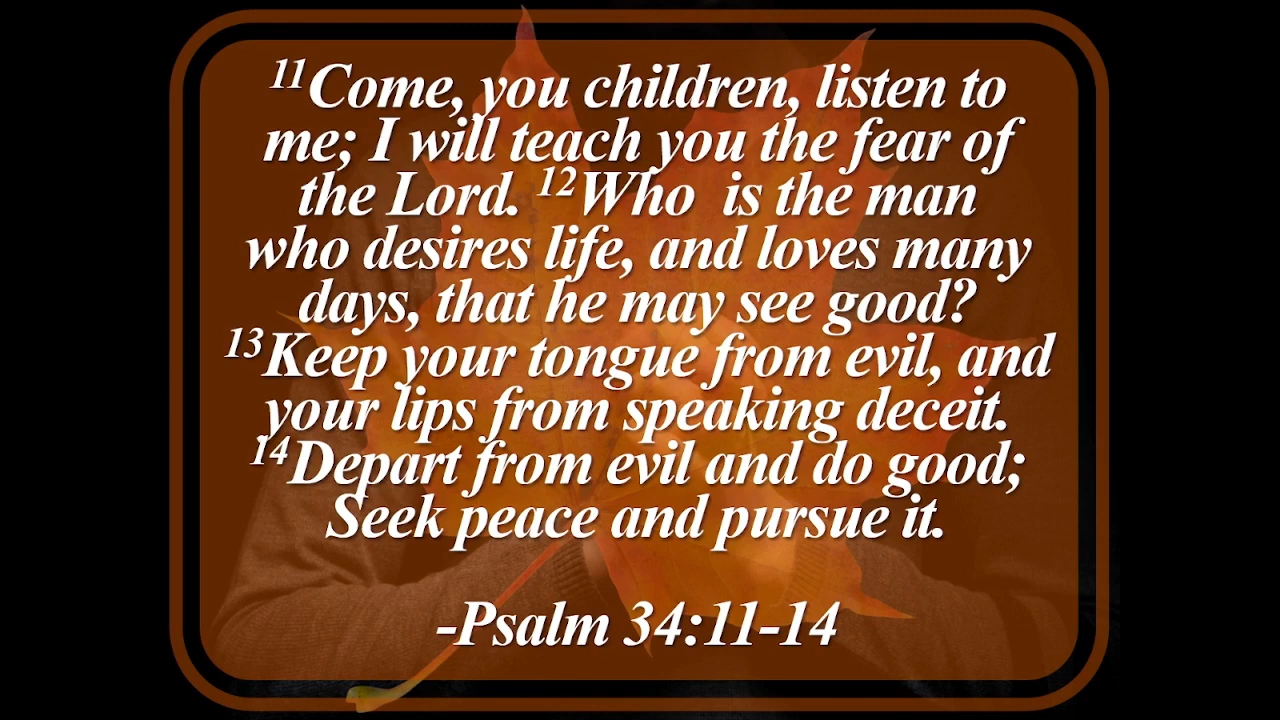 11Come, you children, listen to
me; I will teach you the fear of
the Lord. 12Who  is the man
who desires life, and loves many
days, that he may see good?
13Keep your tongue from evil, and
your lips from speaking deceit.
14Depart from evil and do good;
Seek peace and pursue it.
-Psalm 34:11-14